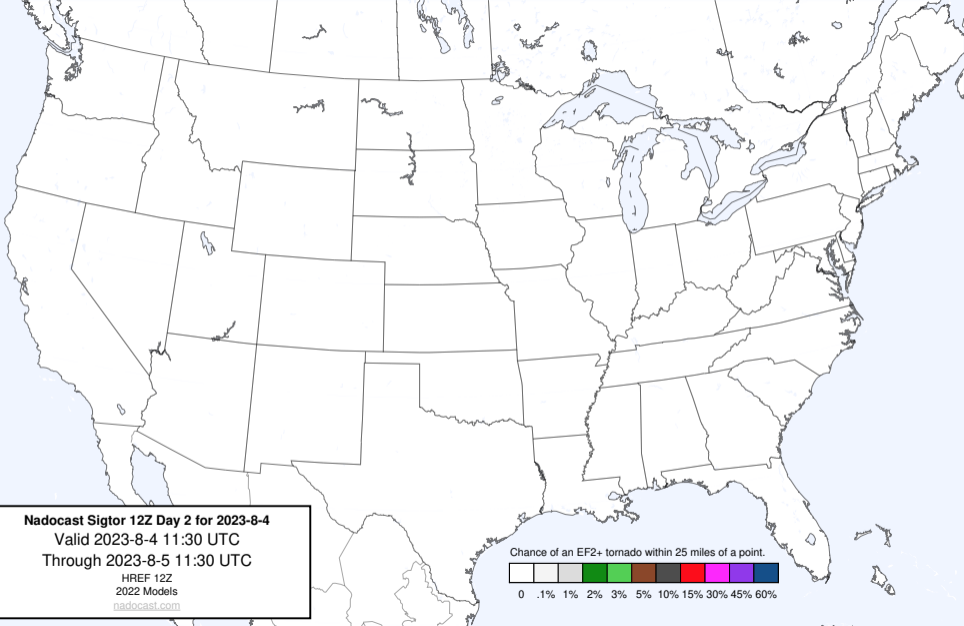 Nadocast Sigtor 12Z Day 2 for 2023-8-4
Valid 2023-8-4 11:30 UTC
Through 2023-8-5 11:30 UTC
HREF 12Z
2022 Models
nadocast.com
Chance of an EF2+ tornado within 25 miles of a point.
0 .1% 1% 2% 3% 5% 10% 15% 30% 45% 60%